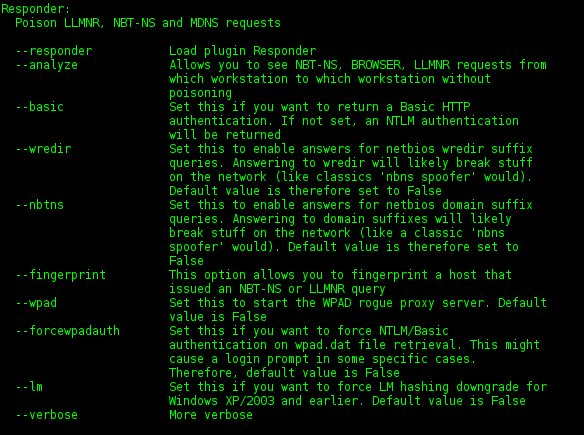 Responder:
Poison LLMNR, NBT-NS and MDNS requests
--responder Load plugin Responder
--analyze Allows you to see NBT-NS, BROWSER, LLMNR requests from
which workstation to which workstation without
poisoning
--basic Set this if you want to return a Basic HTTP
authentication. If not set, an NTLM authentication
will be returned
--wredir Set this to enable answers for netbios wredir suffix
queries. Answering to wredir will likely break stuff
on the network (like classics 'nbns spoofer' would).
Default value is therefore set to False
--nbtns Set this to enable answers for netbios domain suffix
queries. Answering to domain suffixes will likely
break stuff on the network (like a classic 'nbns
spoofer' would). Default value is therefore set to
False
--fingerprint This option allows you to fingerprint a host that
issued an NBT-NS or LLMNR query
--wpad Set this to start the WPAD rogue proxy server. Default
value is False
--forcewpadauth Set this if you want to force NTLM/Basic
authentication on wpad.dat file retrieval. This might
cause a login prompt in some specific cases.
Therefore, default value is False
--lm Set this if you want to force LM hashing downgrade for
Windows XP/2003 and earlier. Default value is False
--verbose More verbose